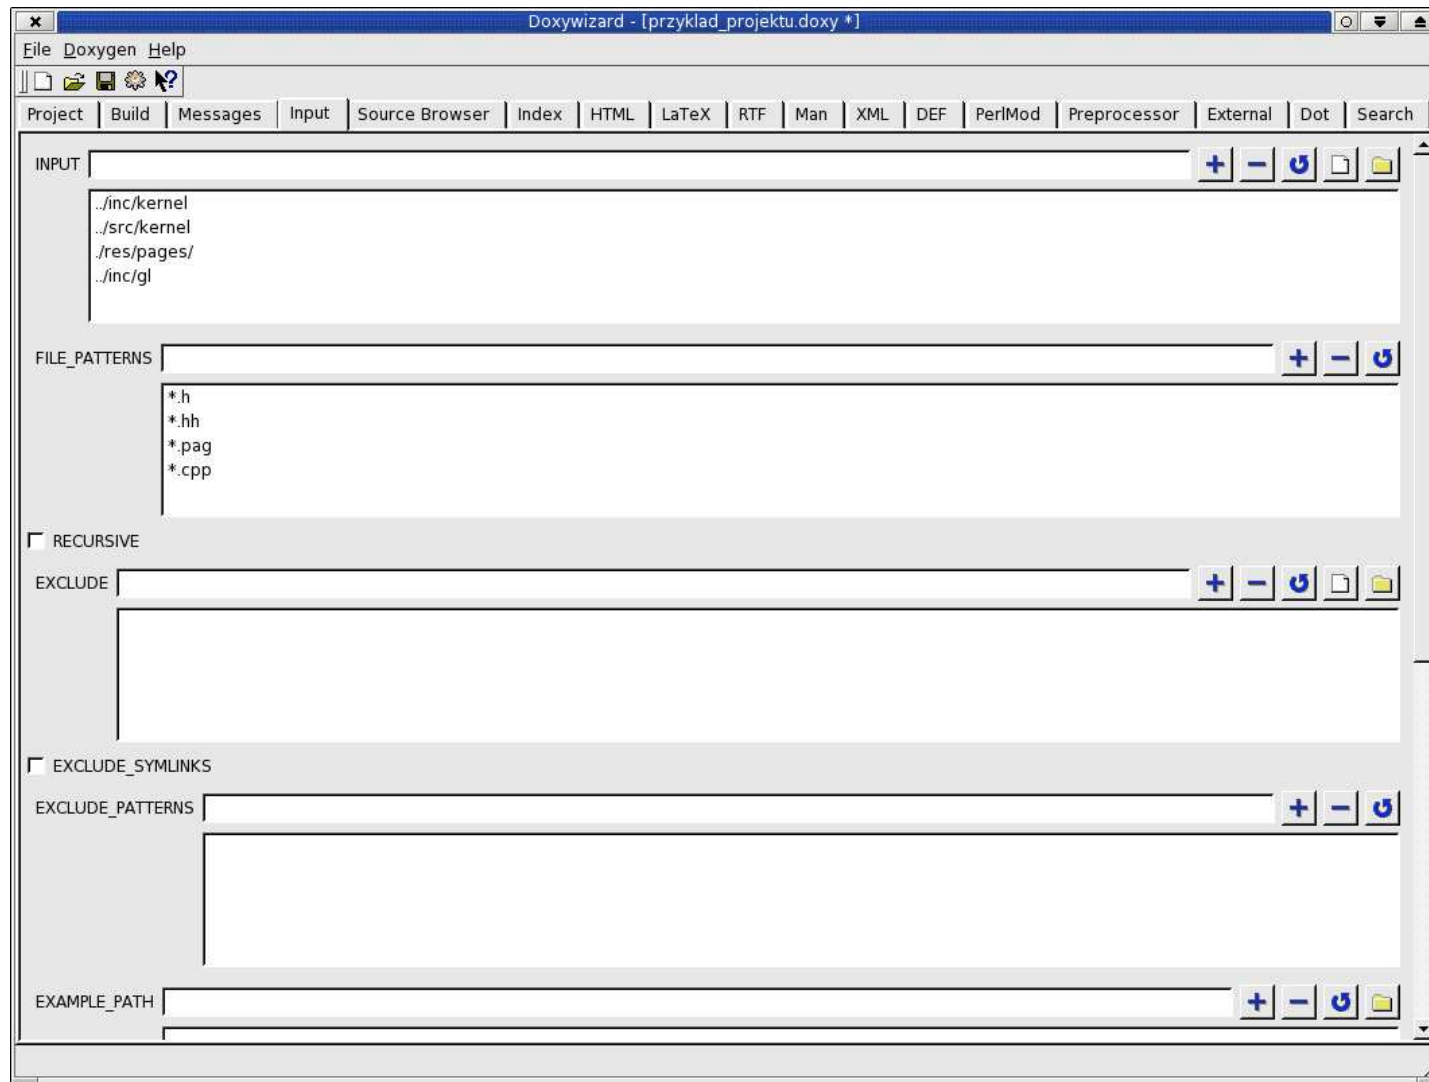 Doxywizard - [przyklad_projektu.doxy *]
File Doxygen Help
Project Build Messages Input Source Browser Index HTML LaTeX RTF Man XML DEF PerlMod Preprocessor External Dot Search
INPUT
../inc/kernel
../src/kernel
./res/pages/
../inc/gl
FILE_PATTERNS
*.h
*.hh
*.pag
*.cpp
RECURSIVE
EXCLUDE
EXCLUDE_SYMLINKS
EXCLUDE_PATTERNS
EXAMPLE_PATH